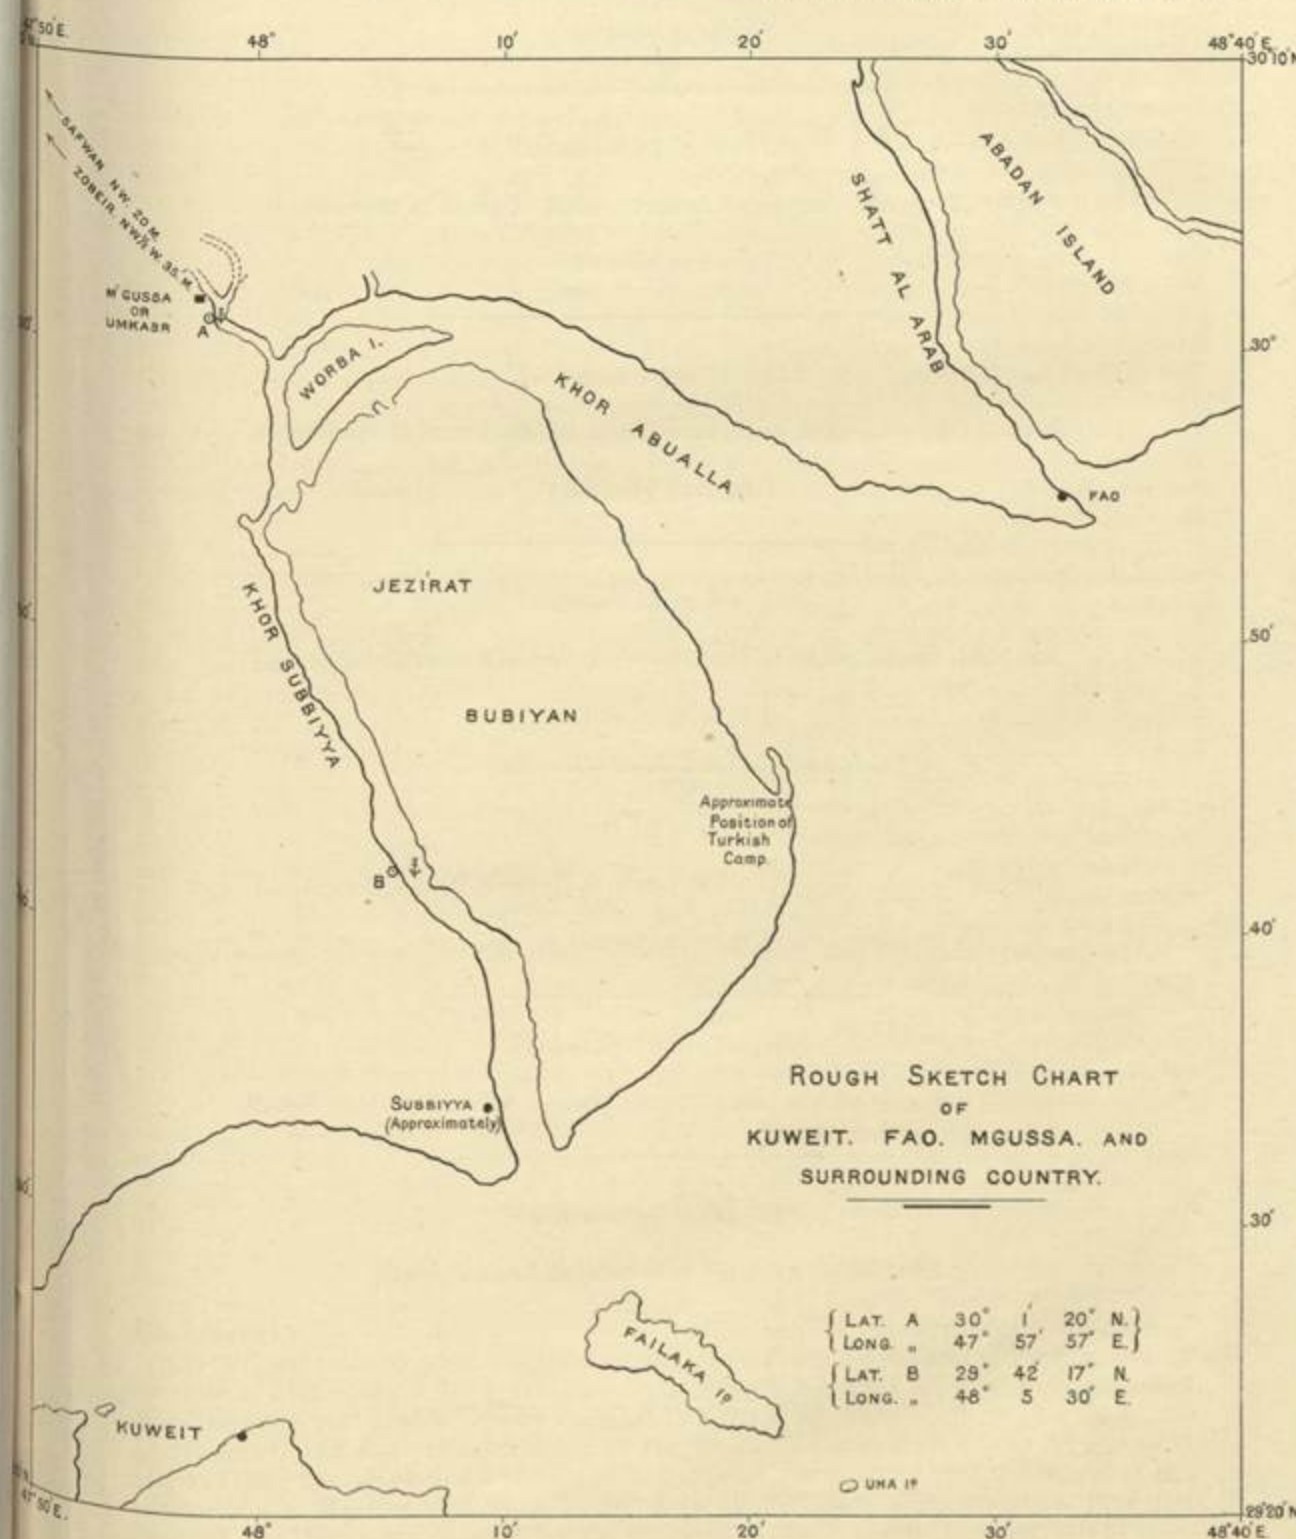 48° 10' 20' 30' 48°40'E.
30°10'N
SAFWAN NW. 20 M.
ZOBEIR. NW½W 35' M.
M'GUSSA
OR
UMKASR
A
WORBA I.
KHOR ABUALLA
SHATT AL ARAB
ABADAN ISLAND
30°
FAO
KHOR SUBBIYYA
JEZIRAT
BUBIYAN
50'
Approximate
Position of
Turkish
Camp.
B
40'
SUBBIYYA
(Approximately)
ROUGH SKETCH CHART
OF
KUWEIT. FAO. MGUSSA. AND
SURROUNDING COUNTRY.
30'
FAILAKA Iᵈ
LAT. A 30° 1' 20" N.
LONG. „ 47° 57' 57" E.
LAT. B 29° 42' 17" N.
LONG. „ 48° 5 30" E.
KUWEIT
UHA Iᵈ
29°20'N
48° 10' 20' 30' 48°40'E.